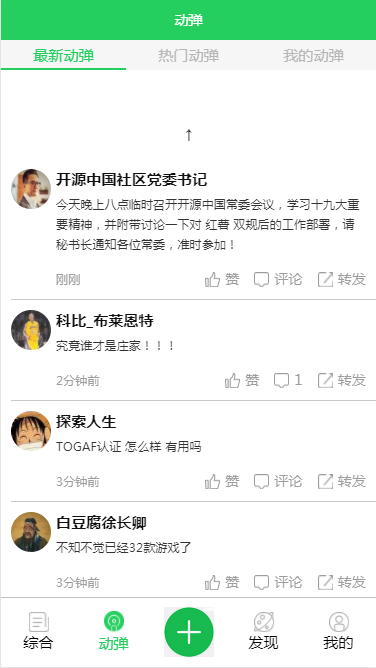 动弹
最新动弹 热门动弹 我的动弹
↑
开源中国社区党委书记
今天晚上八点临时召开开源中国常委会议，学习十九大重
要精神，并附带讨论一下对 红薯 双规后的工作部署，请
秘书长通知各位常委，准时参加！
刚刚 赞 评论 转发
科比_布莱恩特
究竟谁才是庄家！！！
2分钟前 赞 1 转发
探索人生
TOGAF认证 怎么样 有用吗
3分钟前 赞 评论 转发
白豆腐徐长卿
不知不觉已经32款游戏了
3分钟前 赞 评论 转发
综合 动弹 发现 我的